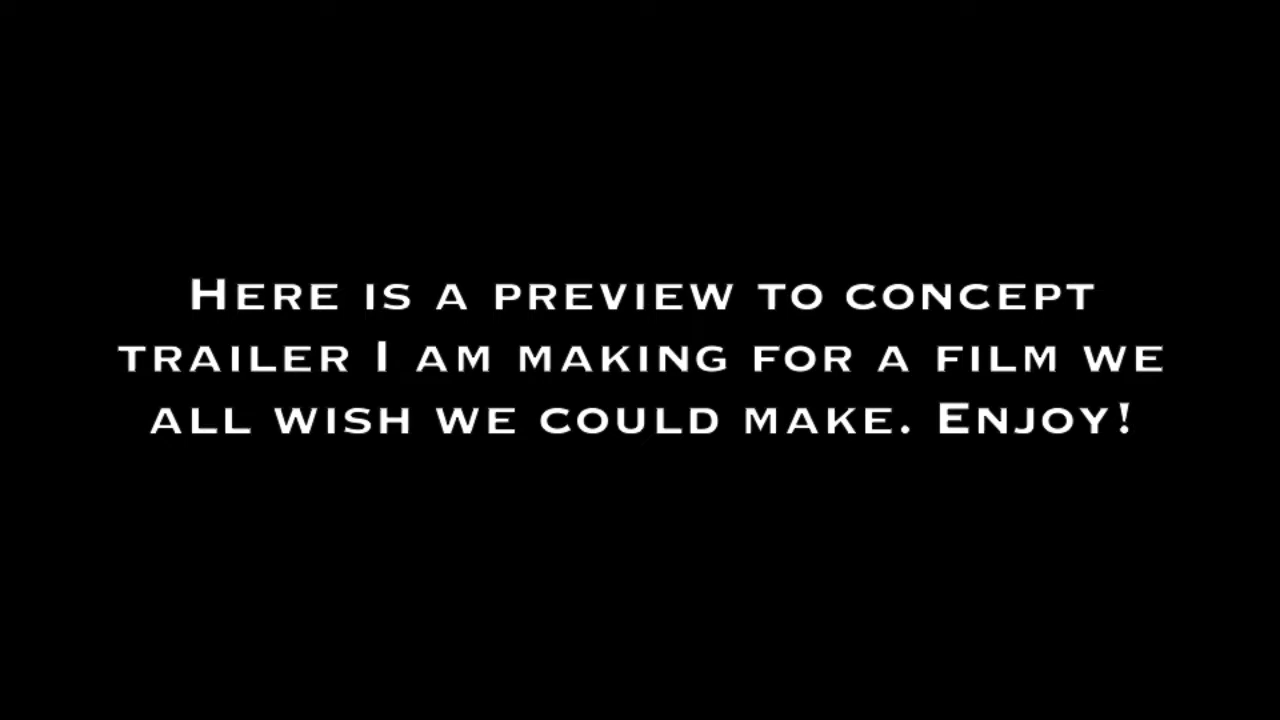 Here is a preview to concept
trailer I am making for a film we
all wish we could make. Enjoy!